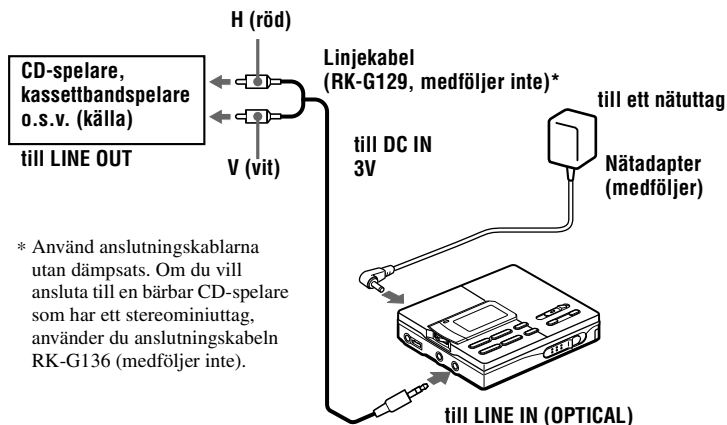 H (röd)
CD-spelare,
kassettbandspelare
o.s.v. (källa)
till LINE OUT
V (vit)
Linjekabel
(RK-G129, medföljer inte)*
till DC IN
3V
till ett nätuttag
Nätadapter
(medföljer)
* Använd anslutningskablarna
utan dämpsats. Om du vill
ansluta till en bärbar CD-spelare
som har ett stereominiuttag,
använder du anslutningskabeln
RK-G136 (medföljer inte).
till LINE IN (OPTICAL)